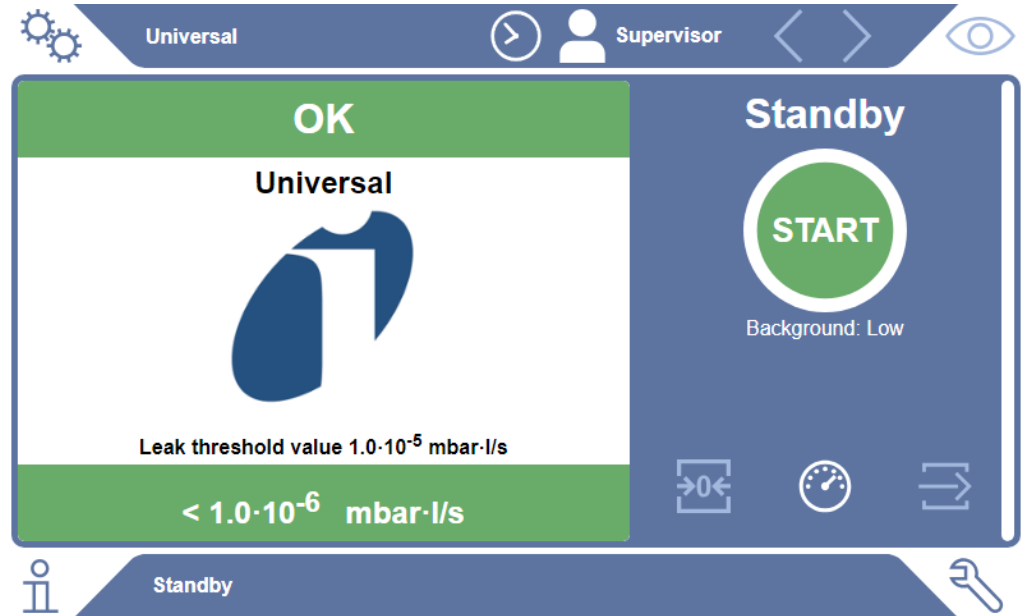 Universal
Supervisor
OK
Universal
Leak threshold value 1.0·10⁻⁵ mbar·l/s
< 1.0·10⁻⁶ mbar·l/s
Standby
START
Background: Low
→0←
Standby